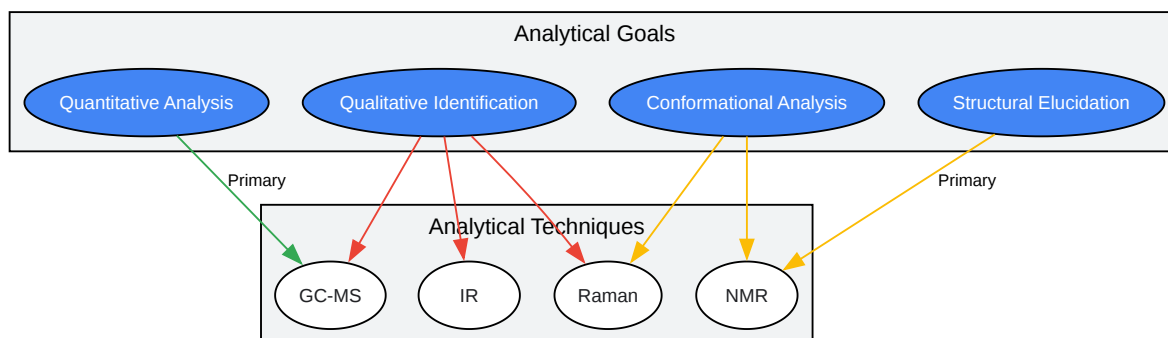 Analytical Goals
Quantitative Analysis
Qualitative Identification
Conformational Analysis
Structural Elucidation
Primary
Primary
Analytical Techniques
GC-MS
IR
Raman
NMR